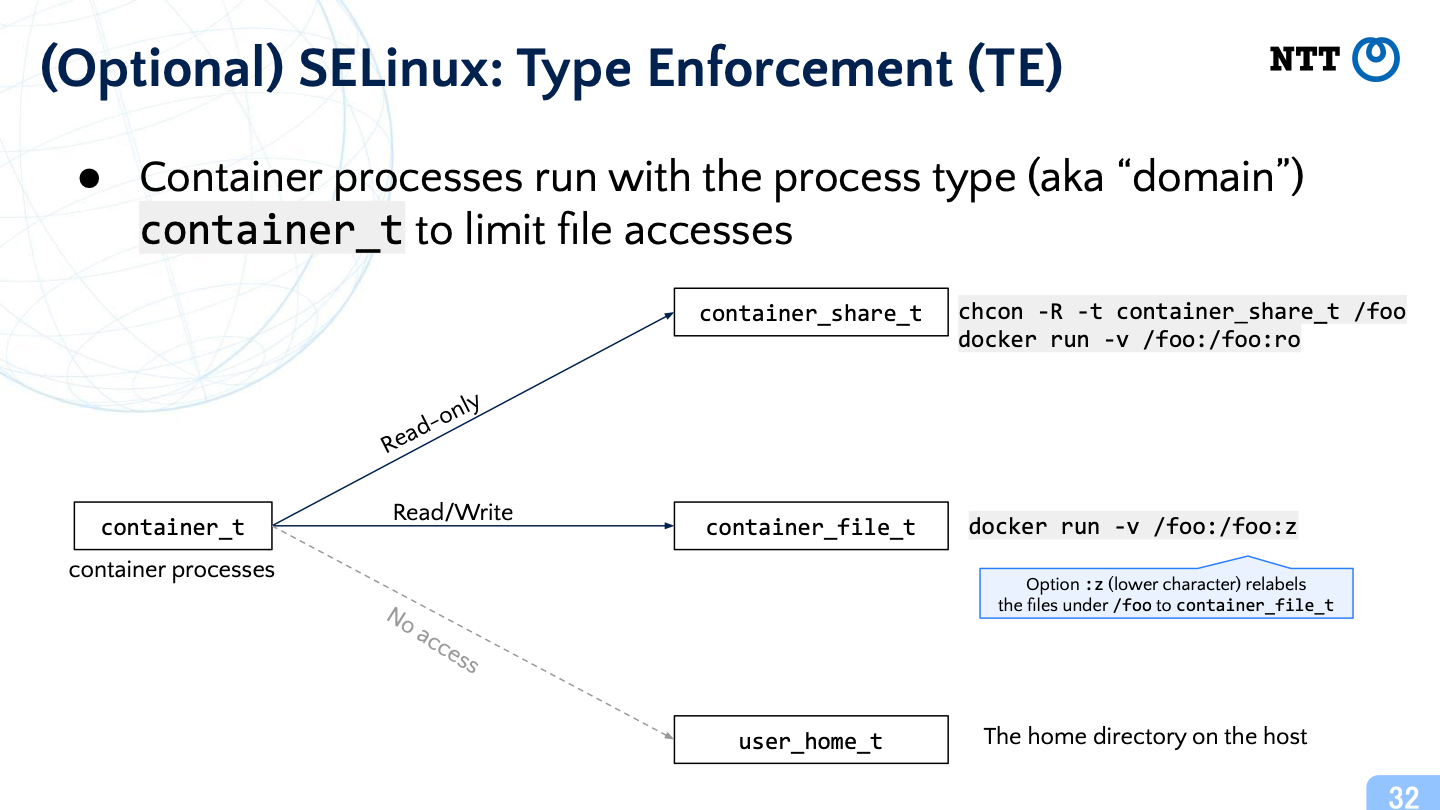 (Optional) SELinux: Type Enforcement (TE)
NTT
● Container processes run with the process type (aka “domain”)
container_t to limit file accesses
container_share_t
chcon -R -t container_share_t /foo
docker run -v /foo:/foo:ro
Read-only
container_t
container processes
Read/Write
container_file_t
docker run -v /foo:/foo:z
Option :z (lower character) relabels
the files under /foo to container_file_t
No access
user_home_t
The home directory on the host
32